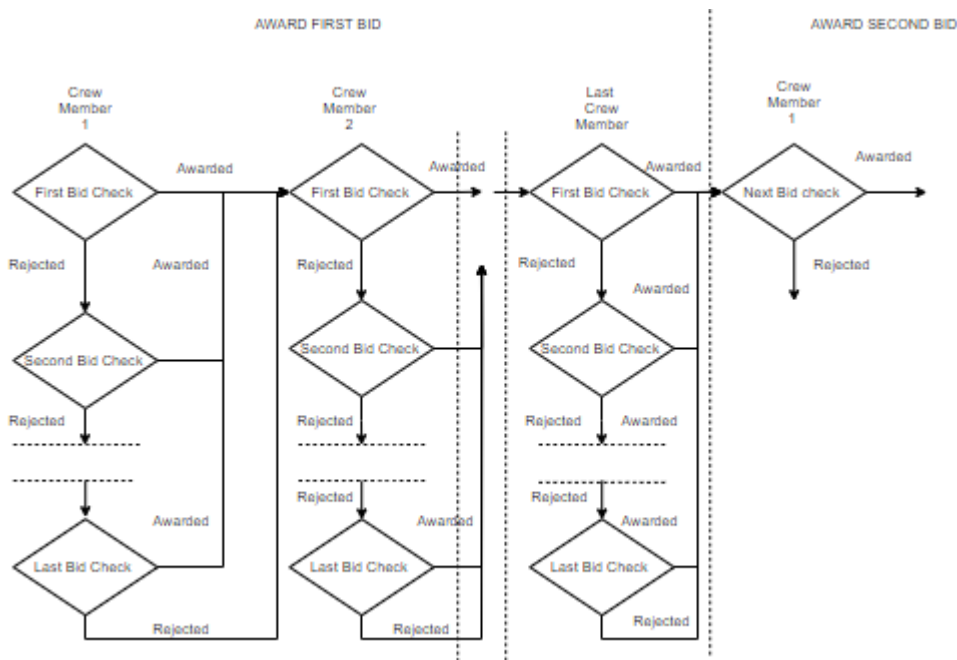 AWARD FIRST BID
AWARD SECOND BID
Crew
Member
1
Crew
Member
2
Last
Crew
Member
Crew
Member
1
First Bid Check
Awarded
First Bid Check
Awarded
First Bid Check
Awarded
Next Bid check
Awarded
Rejected
Awarded
Rejected
Rejected
Awarded
Rejected
Second Bid Check
Second Bid Check
Second Bid Check
Rejected
Rejected
Rejected
Awarded
Rejected
Rejected
Awarded
Awarded
Awarded
Last Bid Check
Last Bid Check
Last Bid Check
Rejected
Rejected
Rejected